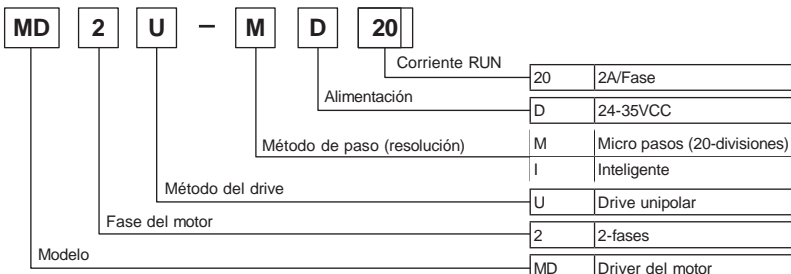 MD 2 U – M D 20
Corriente RUN
20 2A/Fase
Alimentación
D 24-35VCC
Método de paso (resolución)
M Micro pasos (20-divisiones)
I Inteligente
Método del drive
U Drive unipolar
Fase del motor
2 2-fases
Modelo
MD Driver del motor